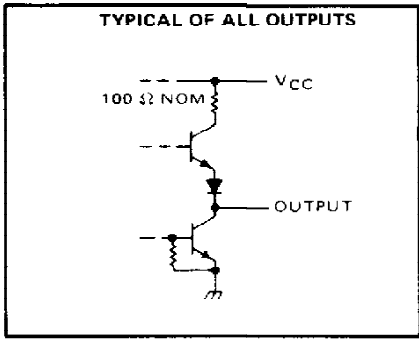 TYPICAL OF ALL OUTPUTS
VCC
100 Ω NOM
OUTPUT